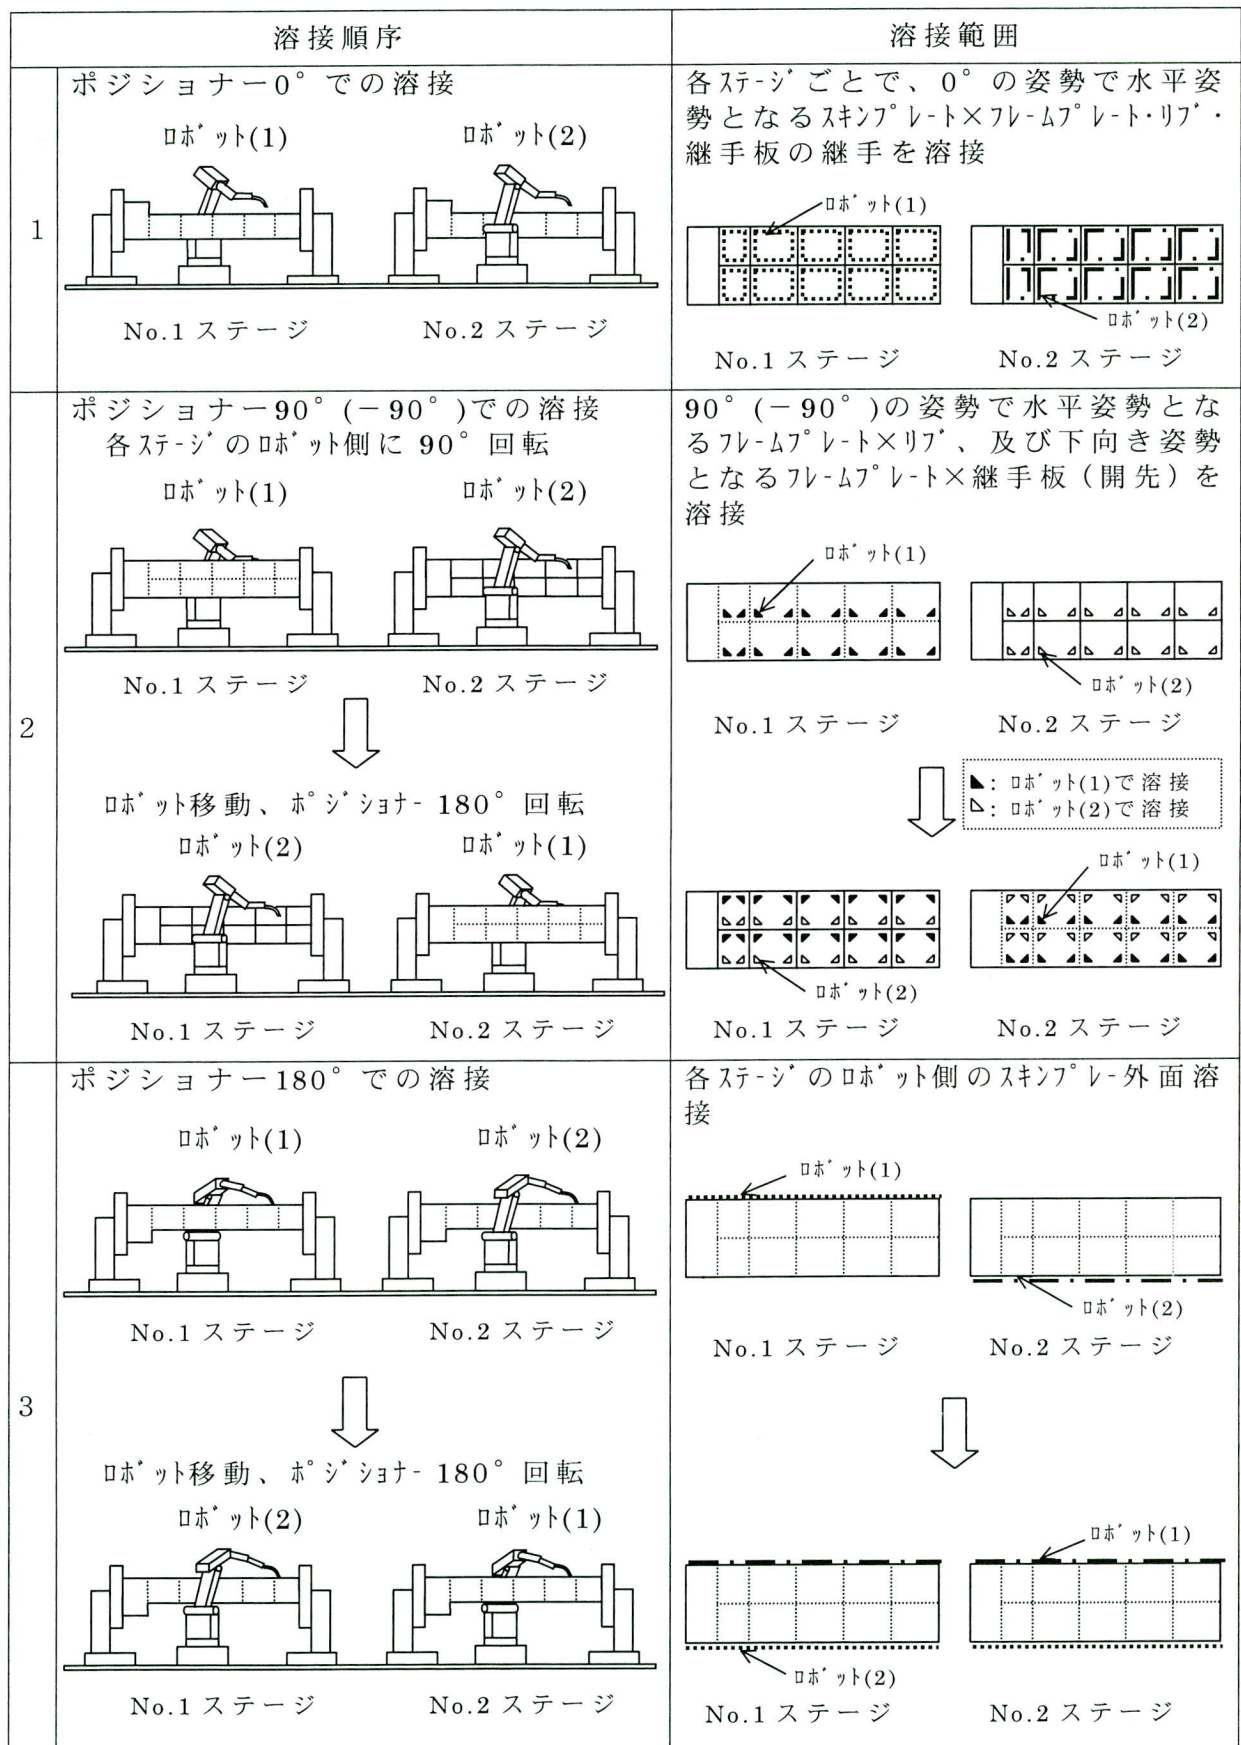 溶接順序
溶接範囲
1
ポジショナー0°での溶接
ﾛﾎﾞｯﾄ(1)
ﾛﾎﾞｯﾄ(2)
No.1 ステージ
No.2 ステージ
各ｽﾃｰｼﾞごとで、0°の姿勢で水平姿
勢となるｽｷﾝﾌﾟﾚｰﾄ×ﾌﾚｰﾑﾌﾟﾚｰﾄ･ﾘﾌﾞ･
継手板の継手を溶接
ﾛﾎﾞｯﾄ(1)
ﾛﾎﾞｯﾄ(2)
No.1 ステージ
No.2 ステージ
2
ポジショナー90°(－90°)での溶接
各ｽﾃｰｼﾞのﾛﾎﾞｯﾄ側に 90°回転
ﾛﾎﾞｯﾄ(1)
ﾛﾎﾞｯﾄ(2)
No.1 ステージ
No.2 ステージ
ﾛﾎﾞｯﾄ移動、ﾎﾟｼﾞｼｮﾅｰ 180°回転
ﾛﾎﾞｯﾄ(2)
ﾛﾎﾞｯﾄ(1)
No.1 ステージ
No.2 ステージ
90°(－90°)の姿勢で水平姿勢とな
るﾌﾚｰﾑﾌﾟﾚｰﾄ×ﾘﾌﾞ、及び下向き姿勢
となるﾌﾚｰﾑﾌﾟﾚｰﾄ×継手板（開先）を
溶接
ﾛﾎﾞｯﾄ(1)
ﾛﾎﾞｯﾄ(2)
No.1 ステージ
No.2 ステージ
: ﾛﾎﾞｯﾄ(1)で溶接
: ﾛﾎﾞｯﾄ(2)で溶接
ﾛﾎﾞｯﾄ(1)
ﾛﾎﾞｯﾄ(2)
No.1 ステージ
No.2 ステージ
3
ポジショナー180°での溶接
ﾛﾎﾞｯﾄ(1)
ﾛﾎﾞｯﾄ(2)
No.1 ステージ
No.2 ステージ
ﾛﾎﾞｯﾄ移動、ﾎﾟｼﾞｼｮﾅｰ 180°回転
ﾛﾎﾞｯﾄ(2)
ﾛﾎﾞｯﾄ(1)
No.1 ステージ
No.2 ステージ
各ｽﾃｰｼﾞのﾛﾎﾞｯﾄ側のｽｷﾝﾌﾟﾚｰ外面溶
接
ﾛﾎﾞｯﾄ(1)
ﾛﾎﾞｯﾄ(2)
No.1 ステージ
No.2 ステージ
ﾛﾎﾞｯﾄ(1)
ﾛﾎﾞｯﾄ(2)
No.1 ステージ
No.2 ステージ